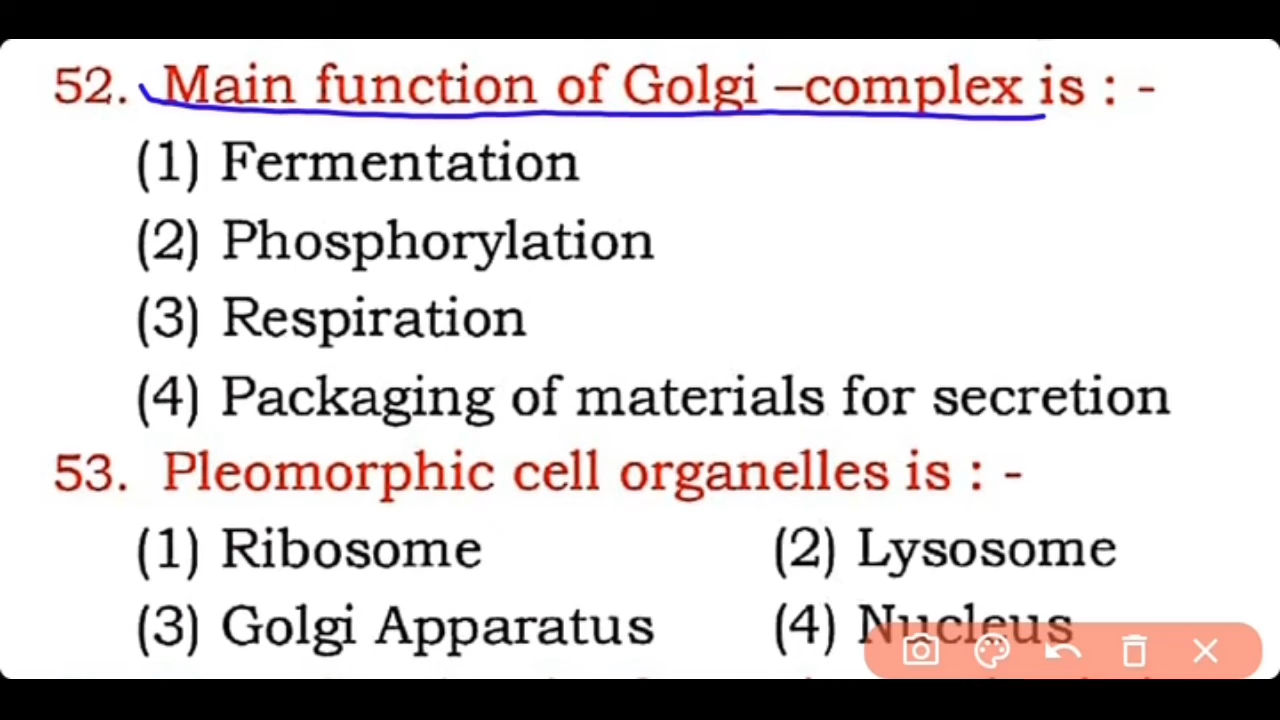 52. Main function of Golgi –complex is : -
(1) Fermentation
(2) Phosphorylation
(3) Respiration
(4) Packaging of materials for secretion
53. Pleomorphic cell organelles is : -
(1) Ribosome (2) Lysosome
(3) Golgi Apparatus (4) Nucleus